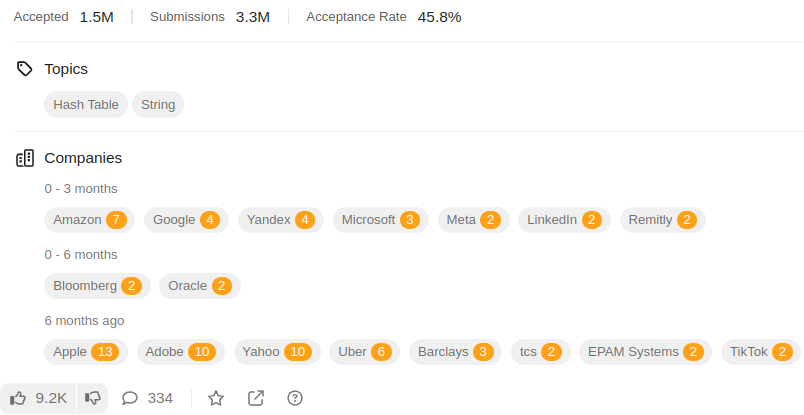 Accepted 1.5M Submissions 3.3M Acceptance Rate 45.8%
Topics
Hash Table String
Companies
0 - 3 months
Amazon 7 Google 4 Yandex 4 Microsoft 3 Meta 2 LinkedIn 2 Remitly 2
0 - 6 months
Bloomberg 2 Oracle 2
6 months ago
Apple 13 Adobe 10 Yahoo 10 Uber 6 Barclays 3 tcs 2 EPAM Systems 2 TikTok 2
9.2K 334